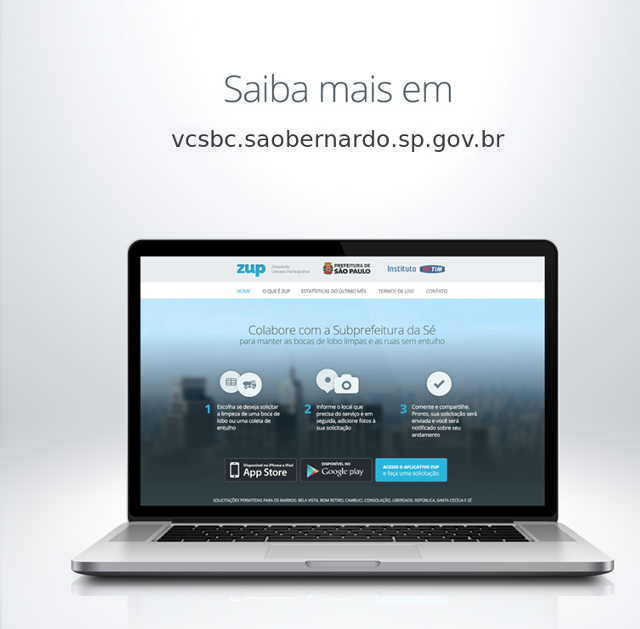 Saiba mais em
vcsbc.saobernardo.sp.gov.br
zup
PREFEITURA DE
SÃO PAULO
Instituto TIM
HOME O QUE É ZUP ESTATÍSTICAS DO ÚLTIMO MÊS TERMOS DE USO CONTATO
Colabore com a Subprefeitura da Sé
para manter as bocas de lobo limpas e as ruas sem entulho
1 Escolha se deseja solicitar
a limpeza de uma boca de
lobo ou uma coleta de
entulho
2 Informe o local que
precisa do serviço e em
seguida, adicione fotos à
sua solicitação
3 Comente e compartilhe.
Pronto, sua solicitação será
enviada e você será
notificado sobre seu
andamento
Disponível no iPhone e iPad
App Store
DISPONÍVEL NO
Google play
ACESSE O APLICATIVO ZUP
e faça uma solicitação
SOLICITAÇÕES PERMITIDAS PARA OS BAIRROS: BELA VISTA, BOM RETIRO, CAMBUCI, CONSOLAÇÃO, LIBERDADE, REPÚBLICA, SANTA CECÍLIA E SÉ